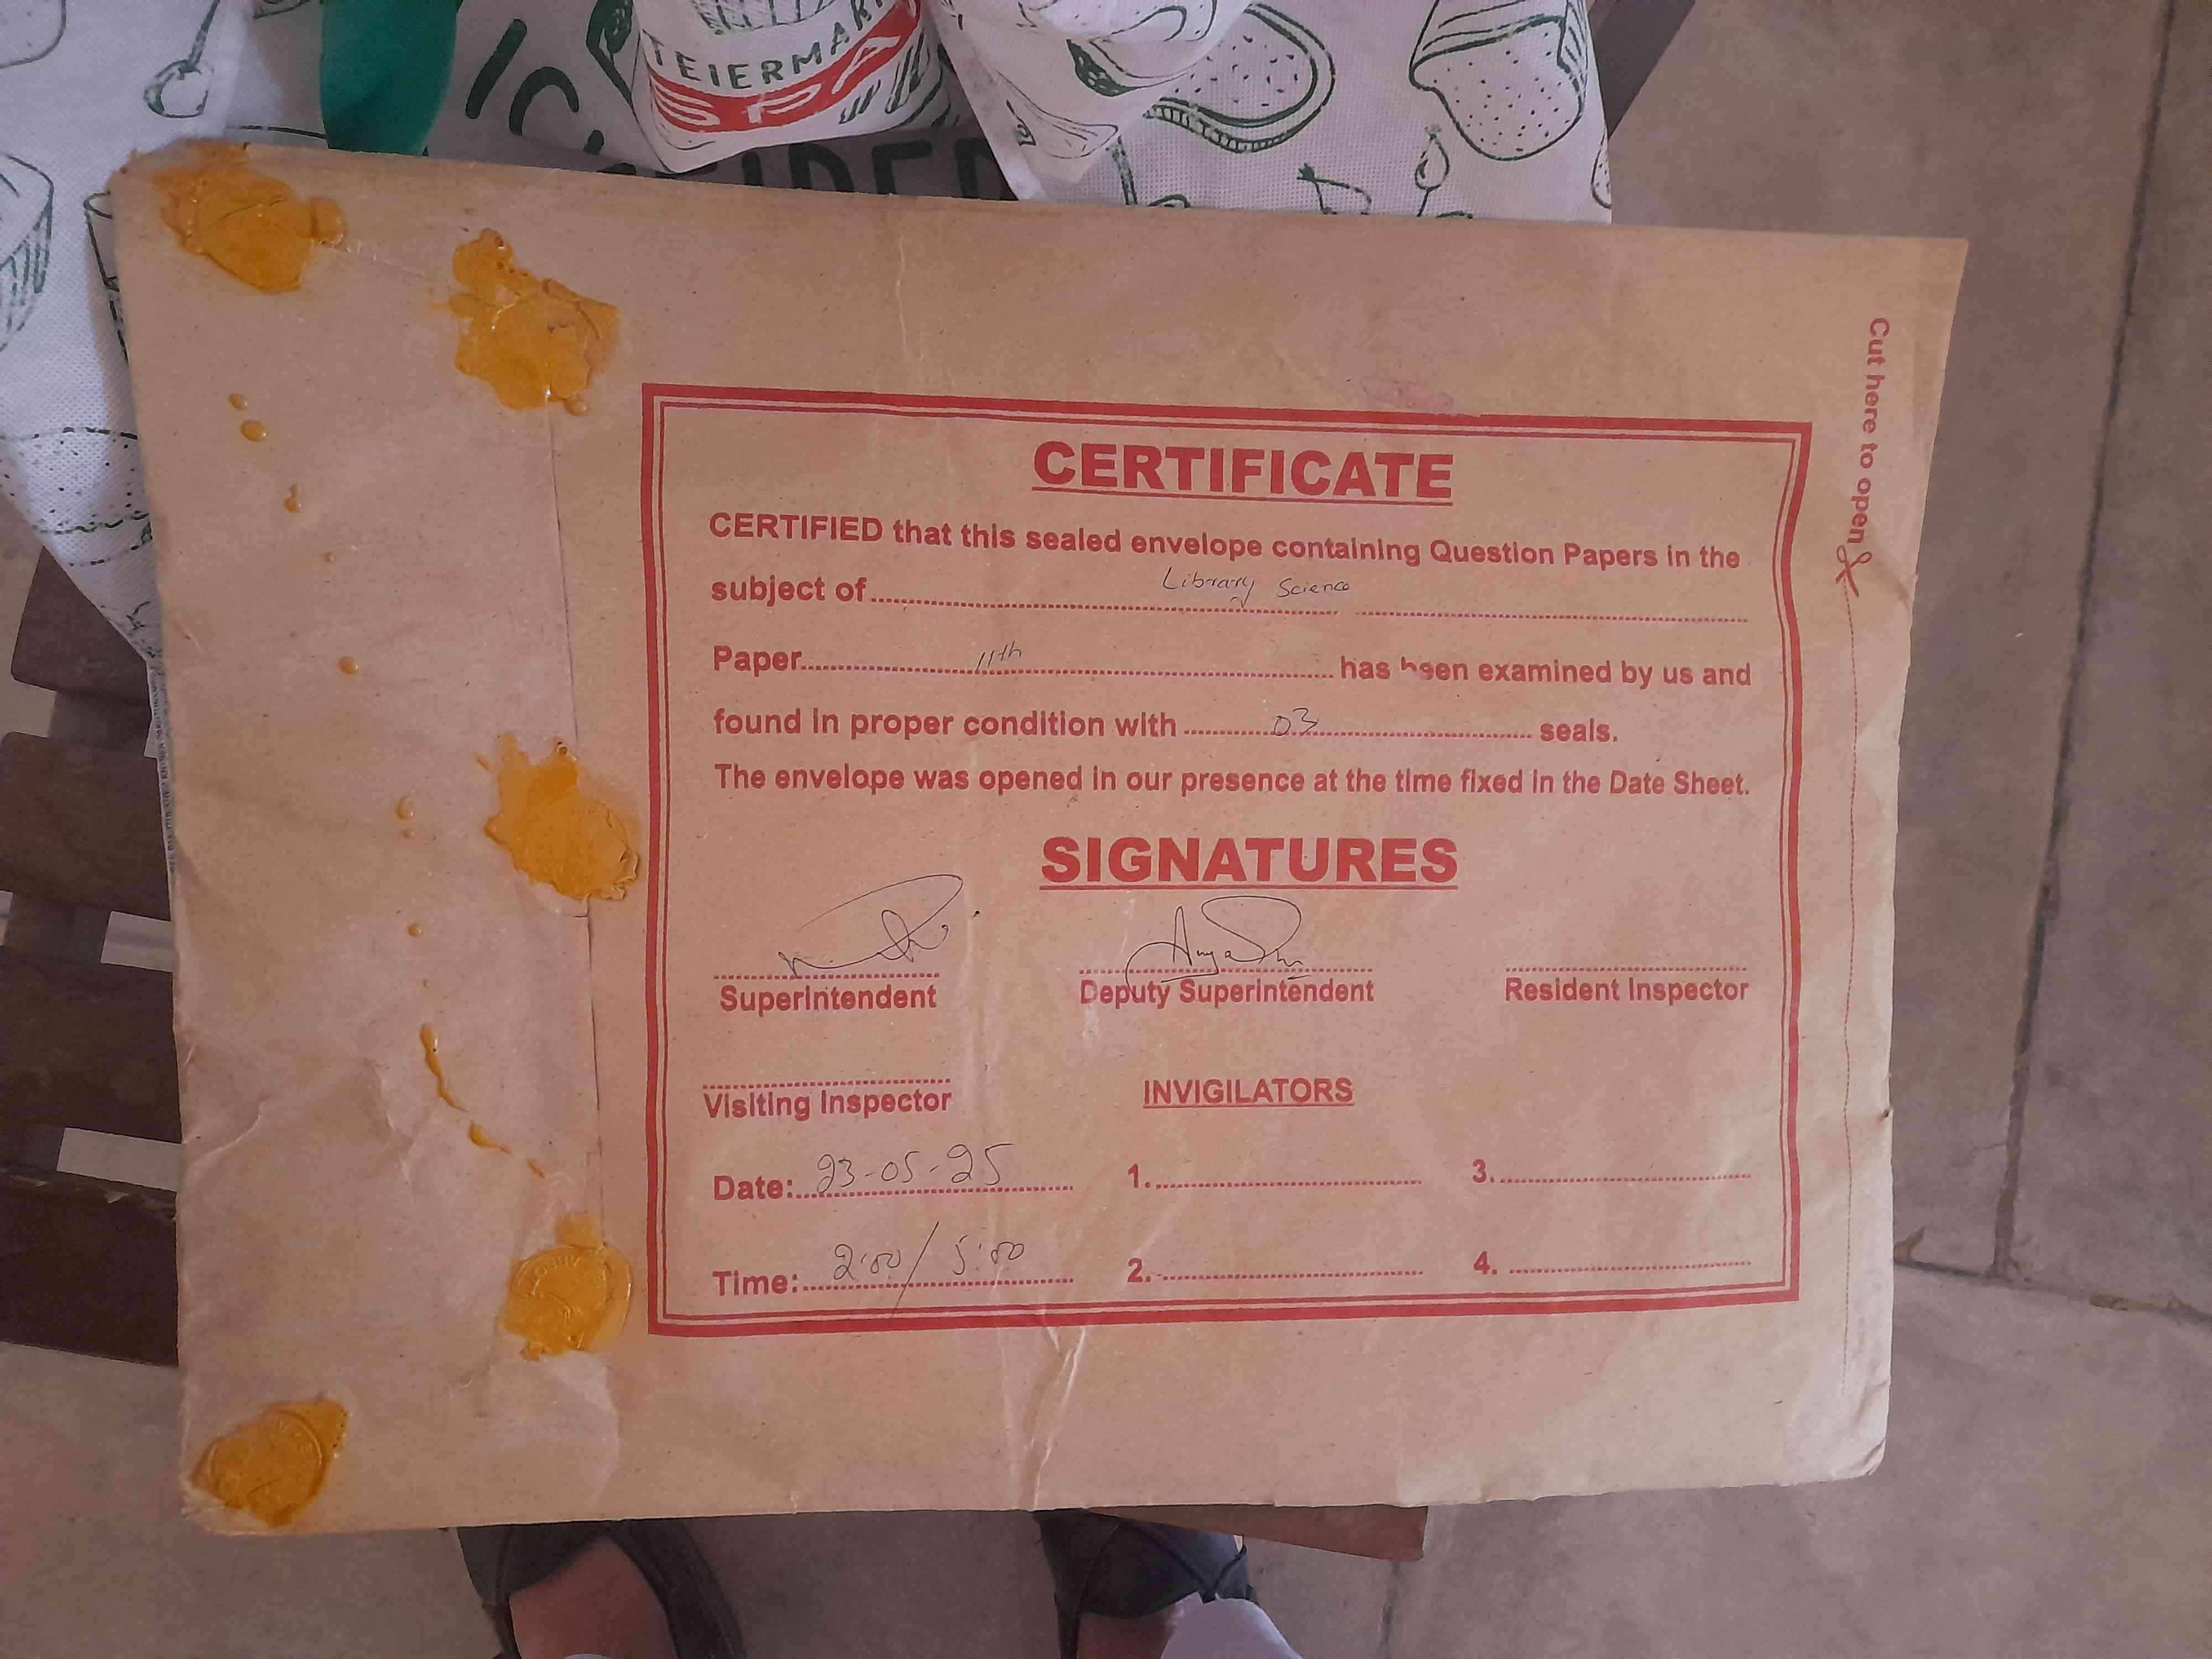 TEIERMARK
SPA
CERTIFICATE
CERTIFIED that this sealed envelope containing Question Papers in the
subject of Library Science
Paper 11th has been examined by us and
found in proper condition with 03 seals.
The envelope was opened in our presence at the time fixed in the Date Sheet.
SIGNATURES
Superintendent Deputy Superintendent Resident Inspector
Visiting Inspector INVIGILATORS
Date: 23-05-25 1. 3.
Time: 2:00 / 5:00 2. 4.
Cut here to open